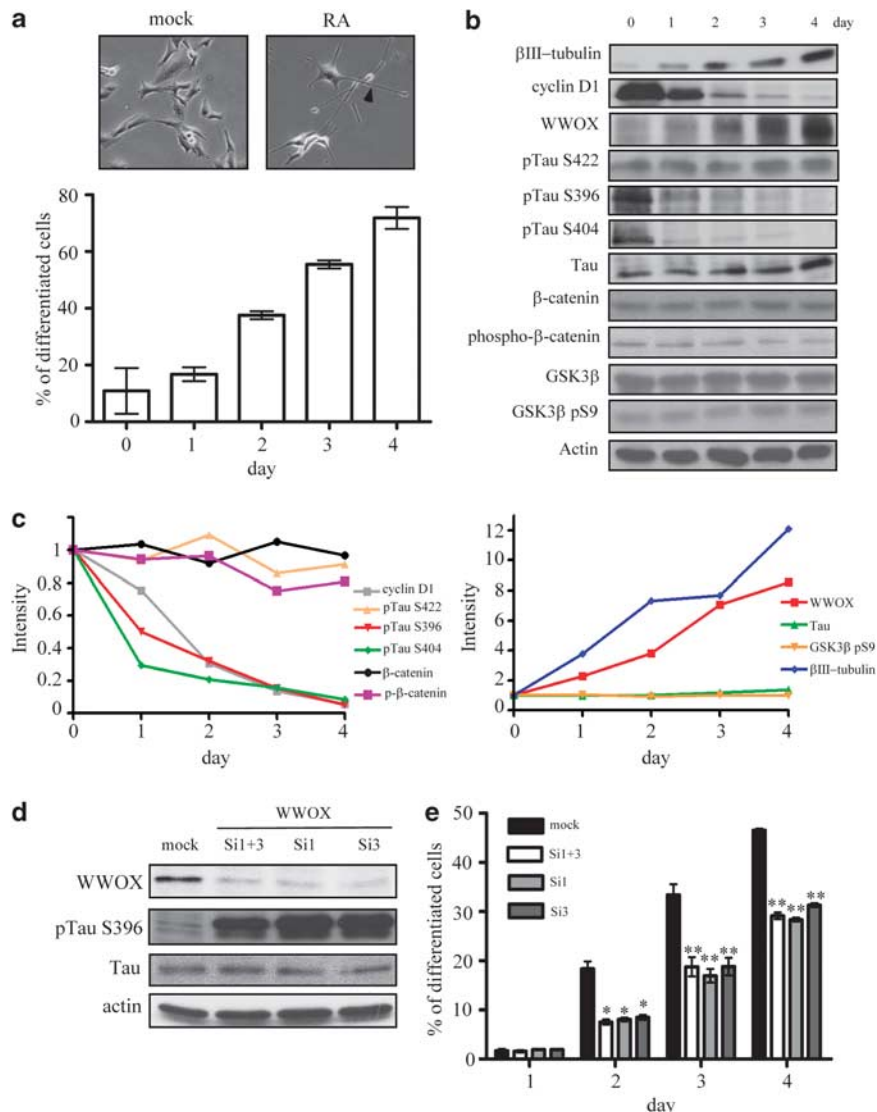 a
mock RA
% of differentiated cells
80
60
40
20
0
0 1 2 3 4
day
b
0 1 2 3 4 day
βIII–tubulin
cyclin D1
WWOX
pTau S422
pTau S396
pTau S404
Tau
β-catenin
phospho-β-catenin
GSK3β
GSK3β pS9
Actin
c
Intensity
1
0.8
0.6
0.4
0.2
0
0 1 2 3 4
day
cyclin D1
pTau S422
pTau S396
pTau S404
β-catenin
p-β-catenin
Intensity
12
10
8
6
4
2
0
0 1 2 3 4
day
WWOX
Tau
GSK3β pS9
βIII–tubulin
d
WWOX
mock Si1+3 Si1 Si3
WWOX
pTau S396
Tau
actin
e
% of differentiated cells
50
40
30
20
10
0
mock
Si1+3
Si1
Si3
* * *
** ** **
** ** **
1 2 3 4
day